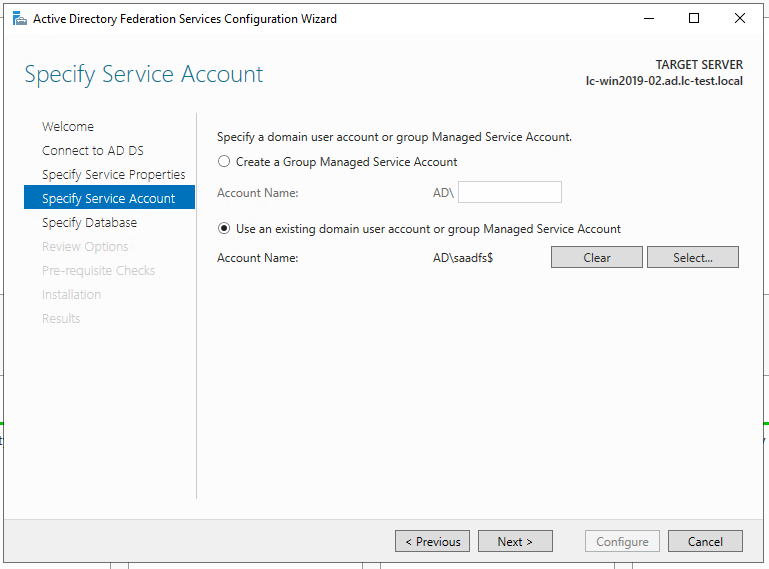 Active Directory Federation Services Configuration Wizard
Specify Service Account
TARGET SERVER
lc-win2019-02.ad.lc-test.local
Welcome
Connect to AD DS
Specify Service Properties
Specify Service Account
Specify Database
Review Options
Pre-requisite Checks
Installation
Results
Specify a domain user account or group Managed Service Account.
Create a Group Managed Service Account
Account Name: AD\
Use an existing domain user account or group Managed Service Account
Account Name: AD\saadfs$ Clear Select...
< Previous Next > Configure Cancel